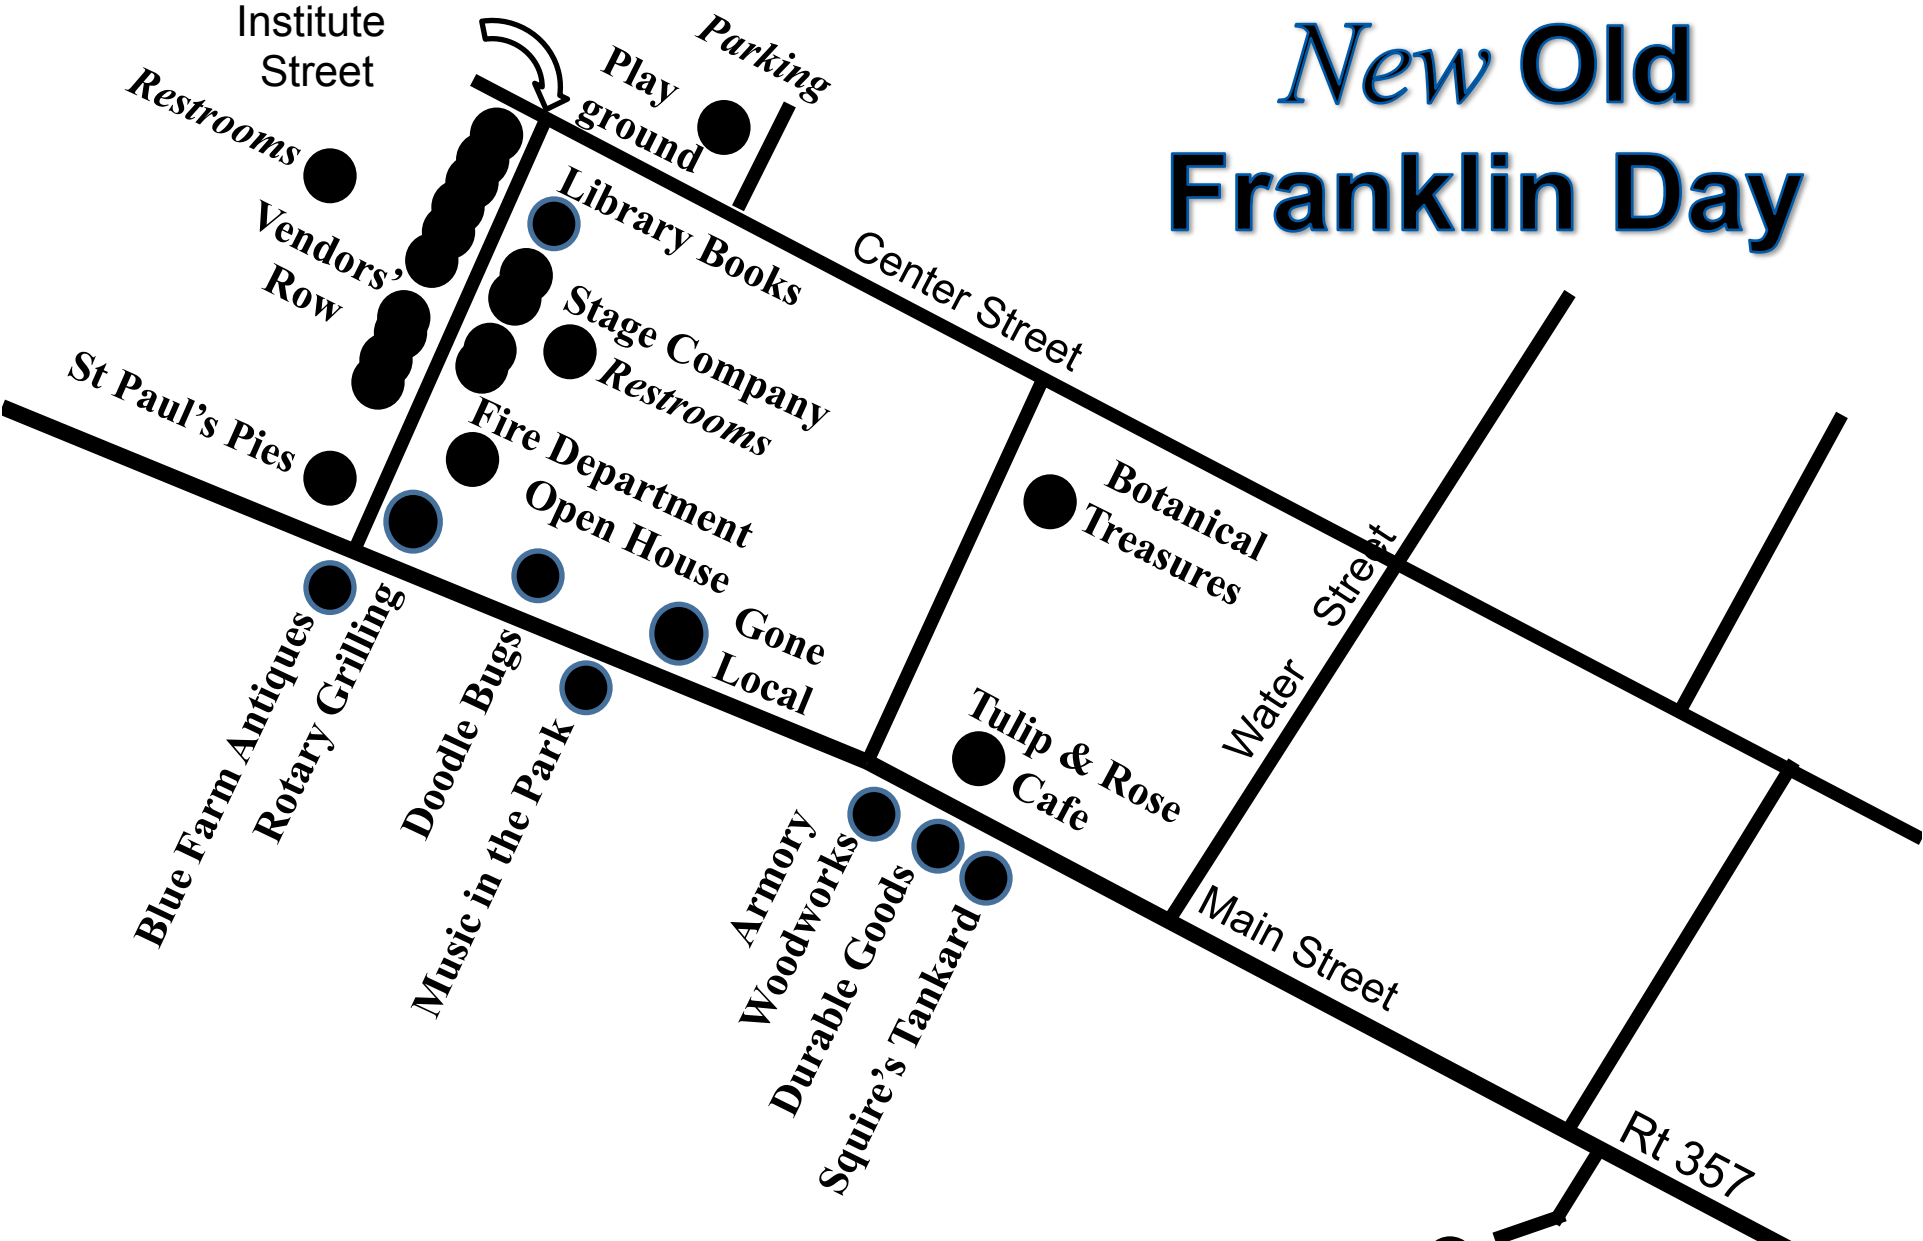 New Old
Franklin Day
Institute
Street
Parking
Play
ground
Restrooms
Library Books
Vendors'
Row
Center Street
Stage Company
Restrooms
St Paul's Pies
Fire Department
Open House
Botanical
Treasures
Water Street
Gone
Local
Blue Farm Antiques
Rotary Grilling
Doodle Bugs
Music in the Park
Tulip & Rose
Cafe
Armory
Woodworks
Durable Goods
Squire's Tankard
Main Street
Rt 357